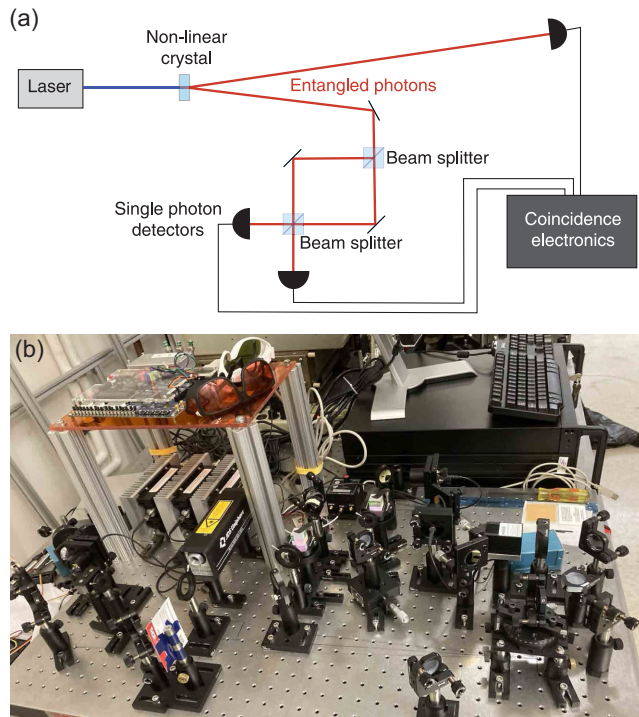 (a)
Non-linear
crystal
Laser
Entangled photons
Beam splitter
Single photon
detectors
Beam splitter
Coincidence
electronics
(b)